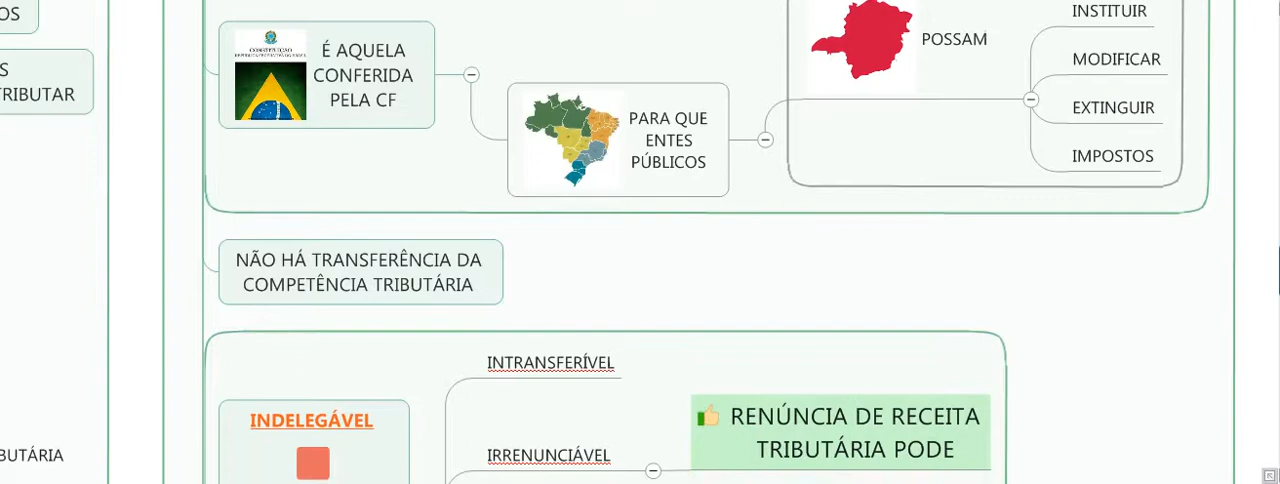 OS
S
TRIBUTAR
BUTÁRIA
CONSTITUIÇÃO
É AQUELA
CONFERIDA
PELA CF
PARA QUE
ENTES
PÚBLICOS
POSSAM
INSTITUIR
MODIFICAR
EXTINGUIR
IMPOSTOS
NÃO HÁ TRANSFERÊNCIA DA
COMPETÊNCIA TRIBUTÁRIA
INDELEGÁVEL
INTRANSFERÍVEL
IRRENUNCIÁVEL
RENÚNCIA DE RECEITA
TRIBUTÁRIA PODE